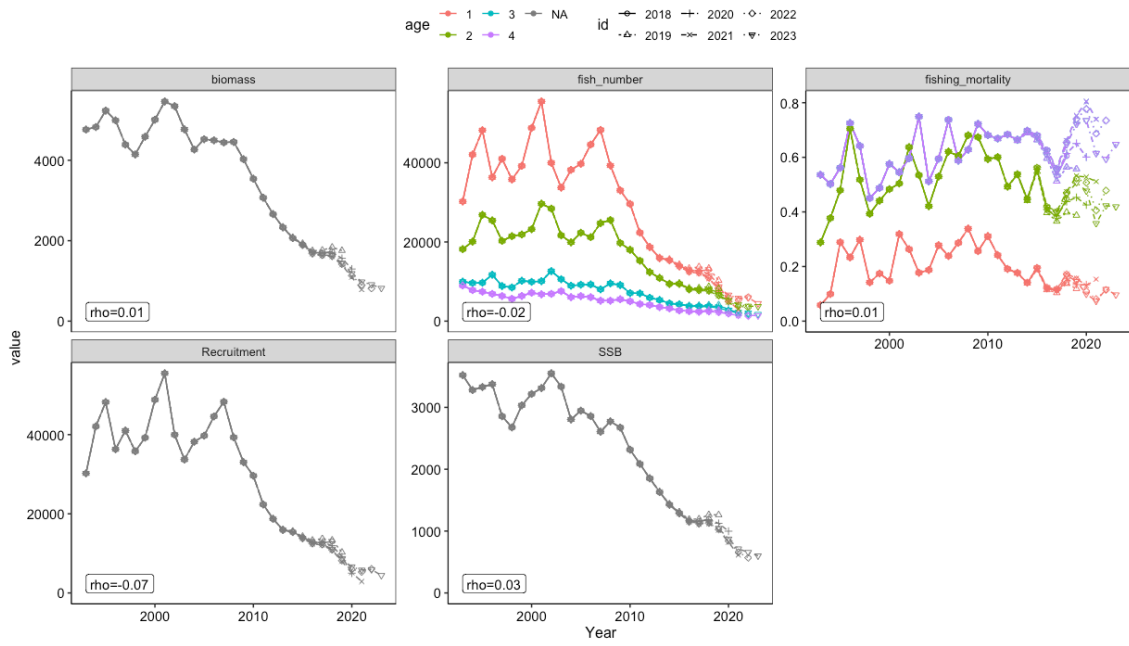 age 1 3 NA id 2018 2020 2022
2 4 2019 2021 2023
biomass fish_number fishing_mortality
value
4000
2000
0
rho=0.01
40000
20000
0
rho=-0.02
0.8
0.6
0.4
0.2
0.0
rho=0.01
2000 2010 2020
Recruitment SSB
40000
20000
0
rho=-0.07
2000 2010 2020
3000
2000
1000
0
rho=0.03
2000 2010 2020
Year